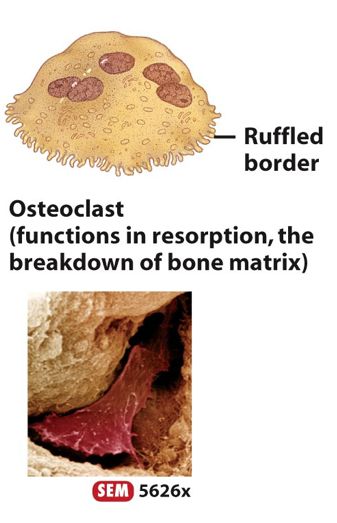 Ruffled
border
Osteoclast
(functions in resorption, the
breakdown of bone matrix)
SEM 5626x